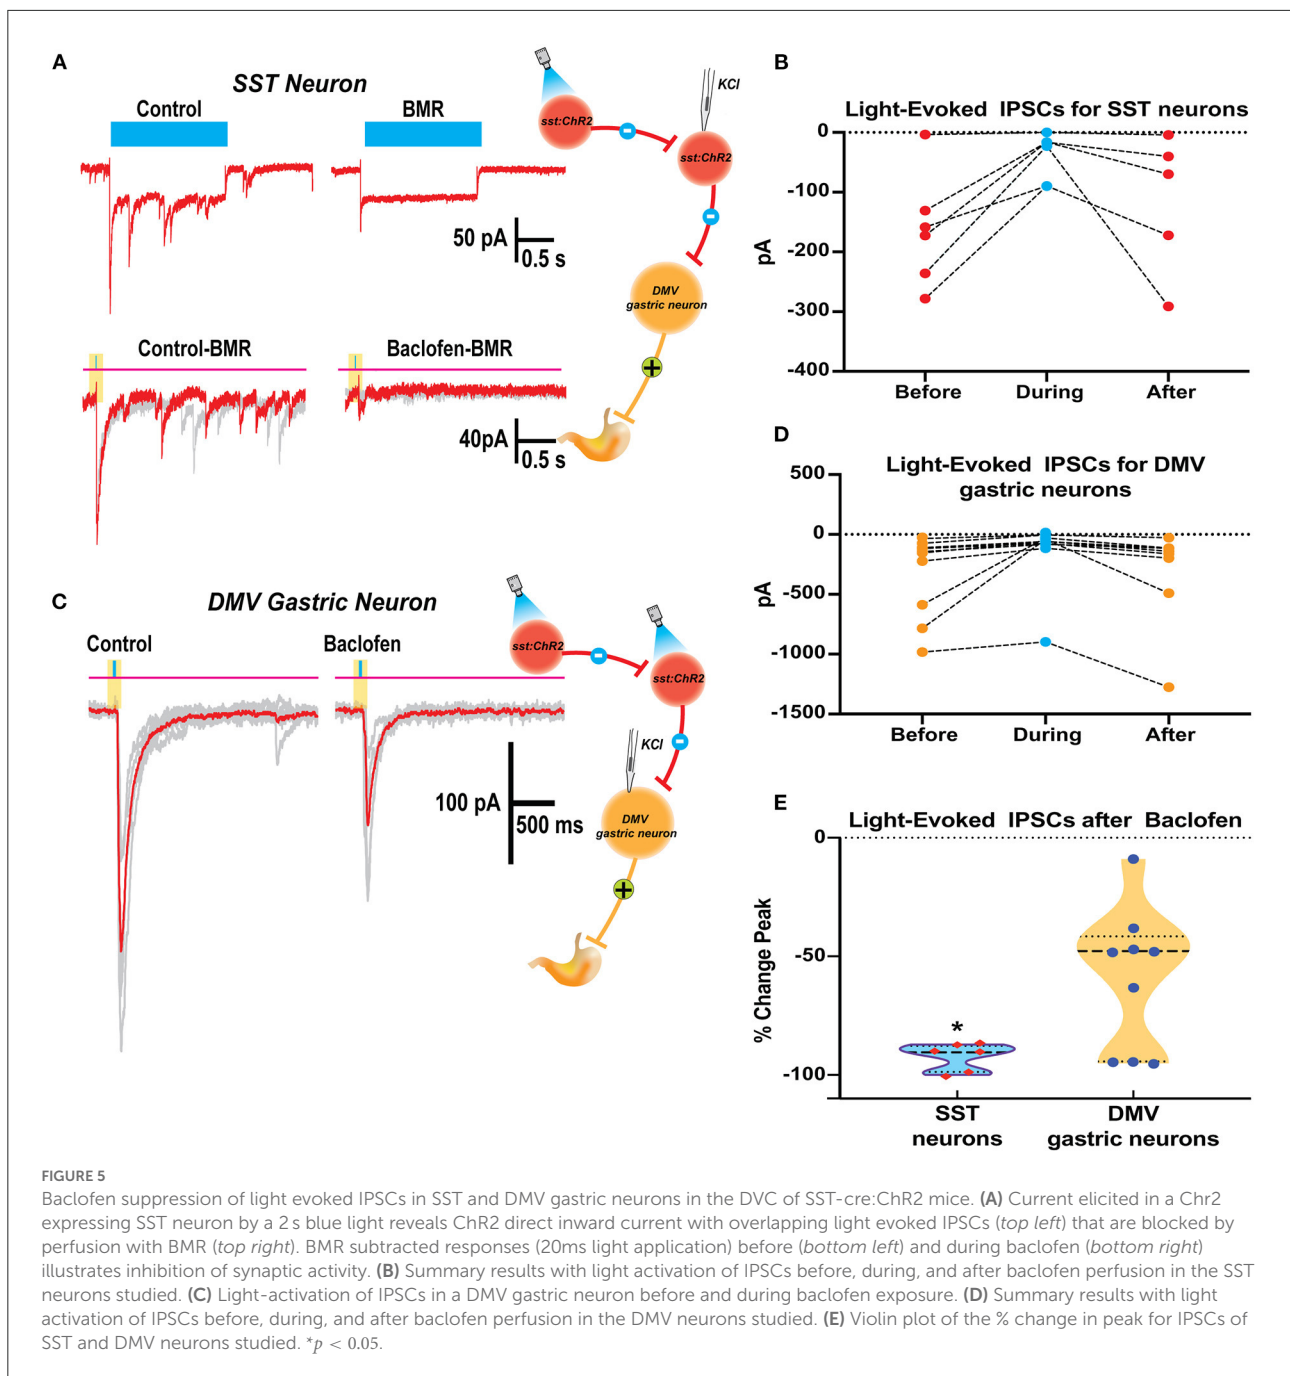 A
SST Neuron
Control
BMR
50 pA
0.5 s
sst:ChR2
KCl
sst:ChR2
DMV
gastric neuron
Control-BMR
Baclofen-BMR
40pA
0.5 s
B
Light-Evoked IPSCs for SST neurons
0
-100
-200
-300
-400
pA
Before
During
After
C
DMV Gastric Neuron
Control
Baclofen
100 pA
500 ms
sst:ChR2
sst:ChR2
KCl
DMV
gastric neuron
D
Light-Evoked IPSCs for DMV
gastric neurons
500
0
-500
-1000
-1500
pA
Before
During
After
E
Light-Evoked IPSCs after Baclofen
0
-50
-100
% Change Peak
*
SST
neurons
DMV
gastric neurons
FIGURE 5
Baclofen suppression of light evoked IPSCs in SST and DMV gastric neurons in the DVC of SST-cre:ChR2 mice. (A) Current elicited in a Chr2
expressing SST neuron by a 2 s blue light reveals ChR2 direct inward current with overlapping light evoked IPSCs (top left) that are blocked by
perfusion with BMR (top right). BMR subtracted responses (20ms light application) before (bottom left) and during baclofen (bottom right)
illustrates inhibition of synaptic activity. (B) Summary results with light activation of IPSCs before, during, and after baclofen perfusion in the SST
neurons studied. (C) Light-activation of IPSCs in a DMV gastric neuron before and during baclofen exposure. (D) Summary results with light
activation of IPSCs before, during, and after baclofen perfusion in the DMV neurons studied. (E) Violin plot of the % change in peak for IPSCs of
SST and DMV neurons studied. *p < 0.05.